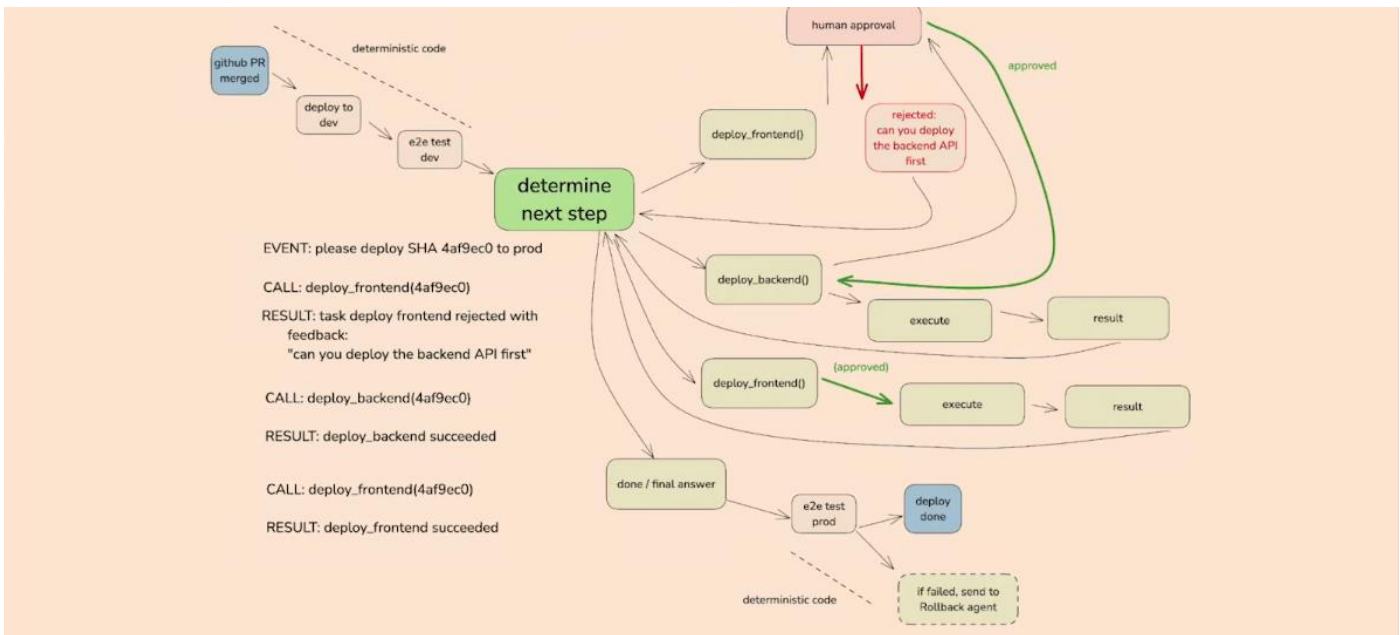 human approval
deterministic code
approved
github PR
merged
deploy to
dev
deploy_frontend()
rejected:
can you deploy
the backend API
first
e2e test
dev
determine
next step
EVENT: please deploy SHA 4af9ec0 to prod
CALL: deploy_frontend(4af9ec0)
RESULT: task deploy frontend rejected with
feedback:
"can you deploy the backend API first"
CALL: deploy_backend(4af9ec0)
RESULT: deploy_backend succeeded
CALL: deploy_frontend(4af9ec0)
RESULT: deploy_frontend succeeded
deploy_backend()
execute
result
deploy_frontend()
(approved)
execute
result
done / final answer
e2e test
prod
deploy
done
deterministic code
if failed, send to
Rollback agent